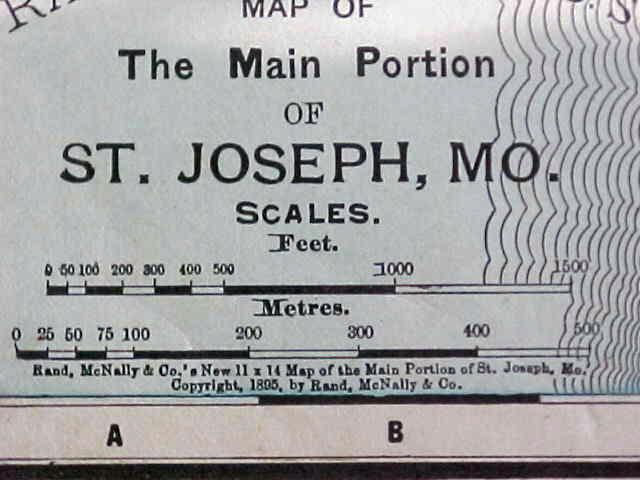 MAP OF
The Main Portion
OF
ST. JOSEPH, MO.
SCALES.
Feet.
0 50 100 200 300 400 500 1000 1500
Metres.
0 25 50 75 100 200 300 400 500
Rand, McNally & Co.'s New 11 x 14 Map of the Main Portion of St. Joseph, Mo.
Copyright, 1895, by Rand, McNally & Co.
A B